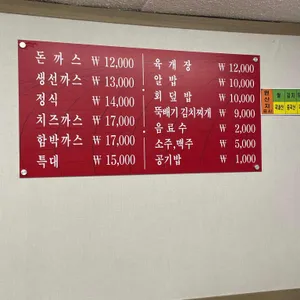 돈까스 ₩ 12,000
생선까스 ₩ 13,000
정식 ₩ 14,000
치즈까스 ₩ 17,000
함박까스 ₩ 17,000
특대 ₩ 15,000
육개장 ₩ 12,000
알밥 ₩ 10,000
회덮밥 ₩ 10,000
뚝배기 김치찌개 ₩ 9,000
음료수 ₩ 2,000
소주,맥주 ₩ 5,000
공기밥 ₩ 1,000